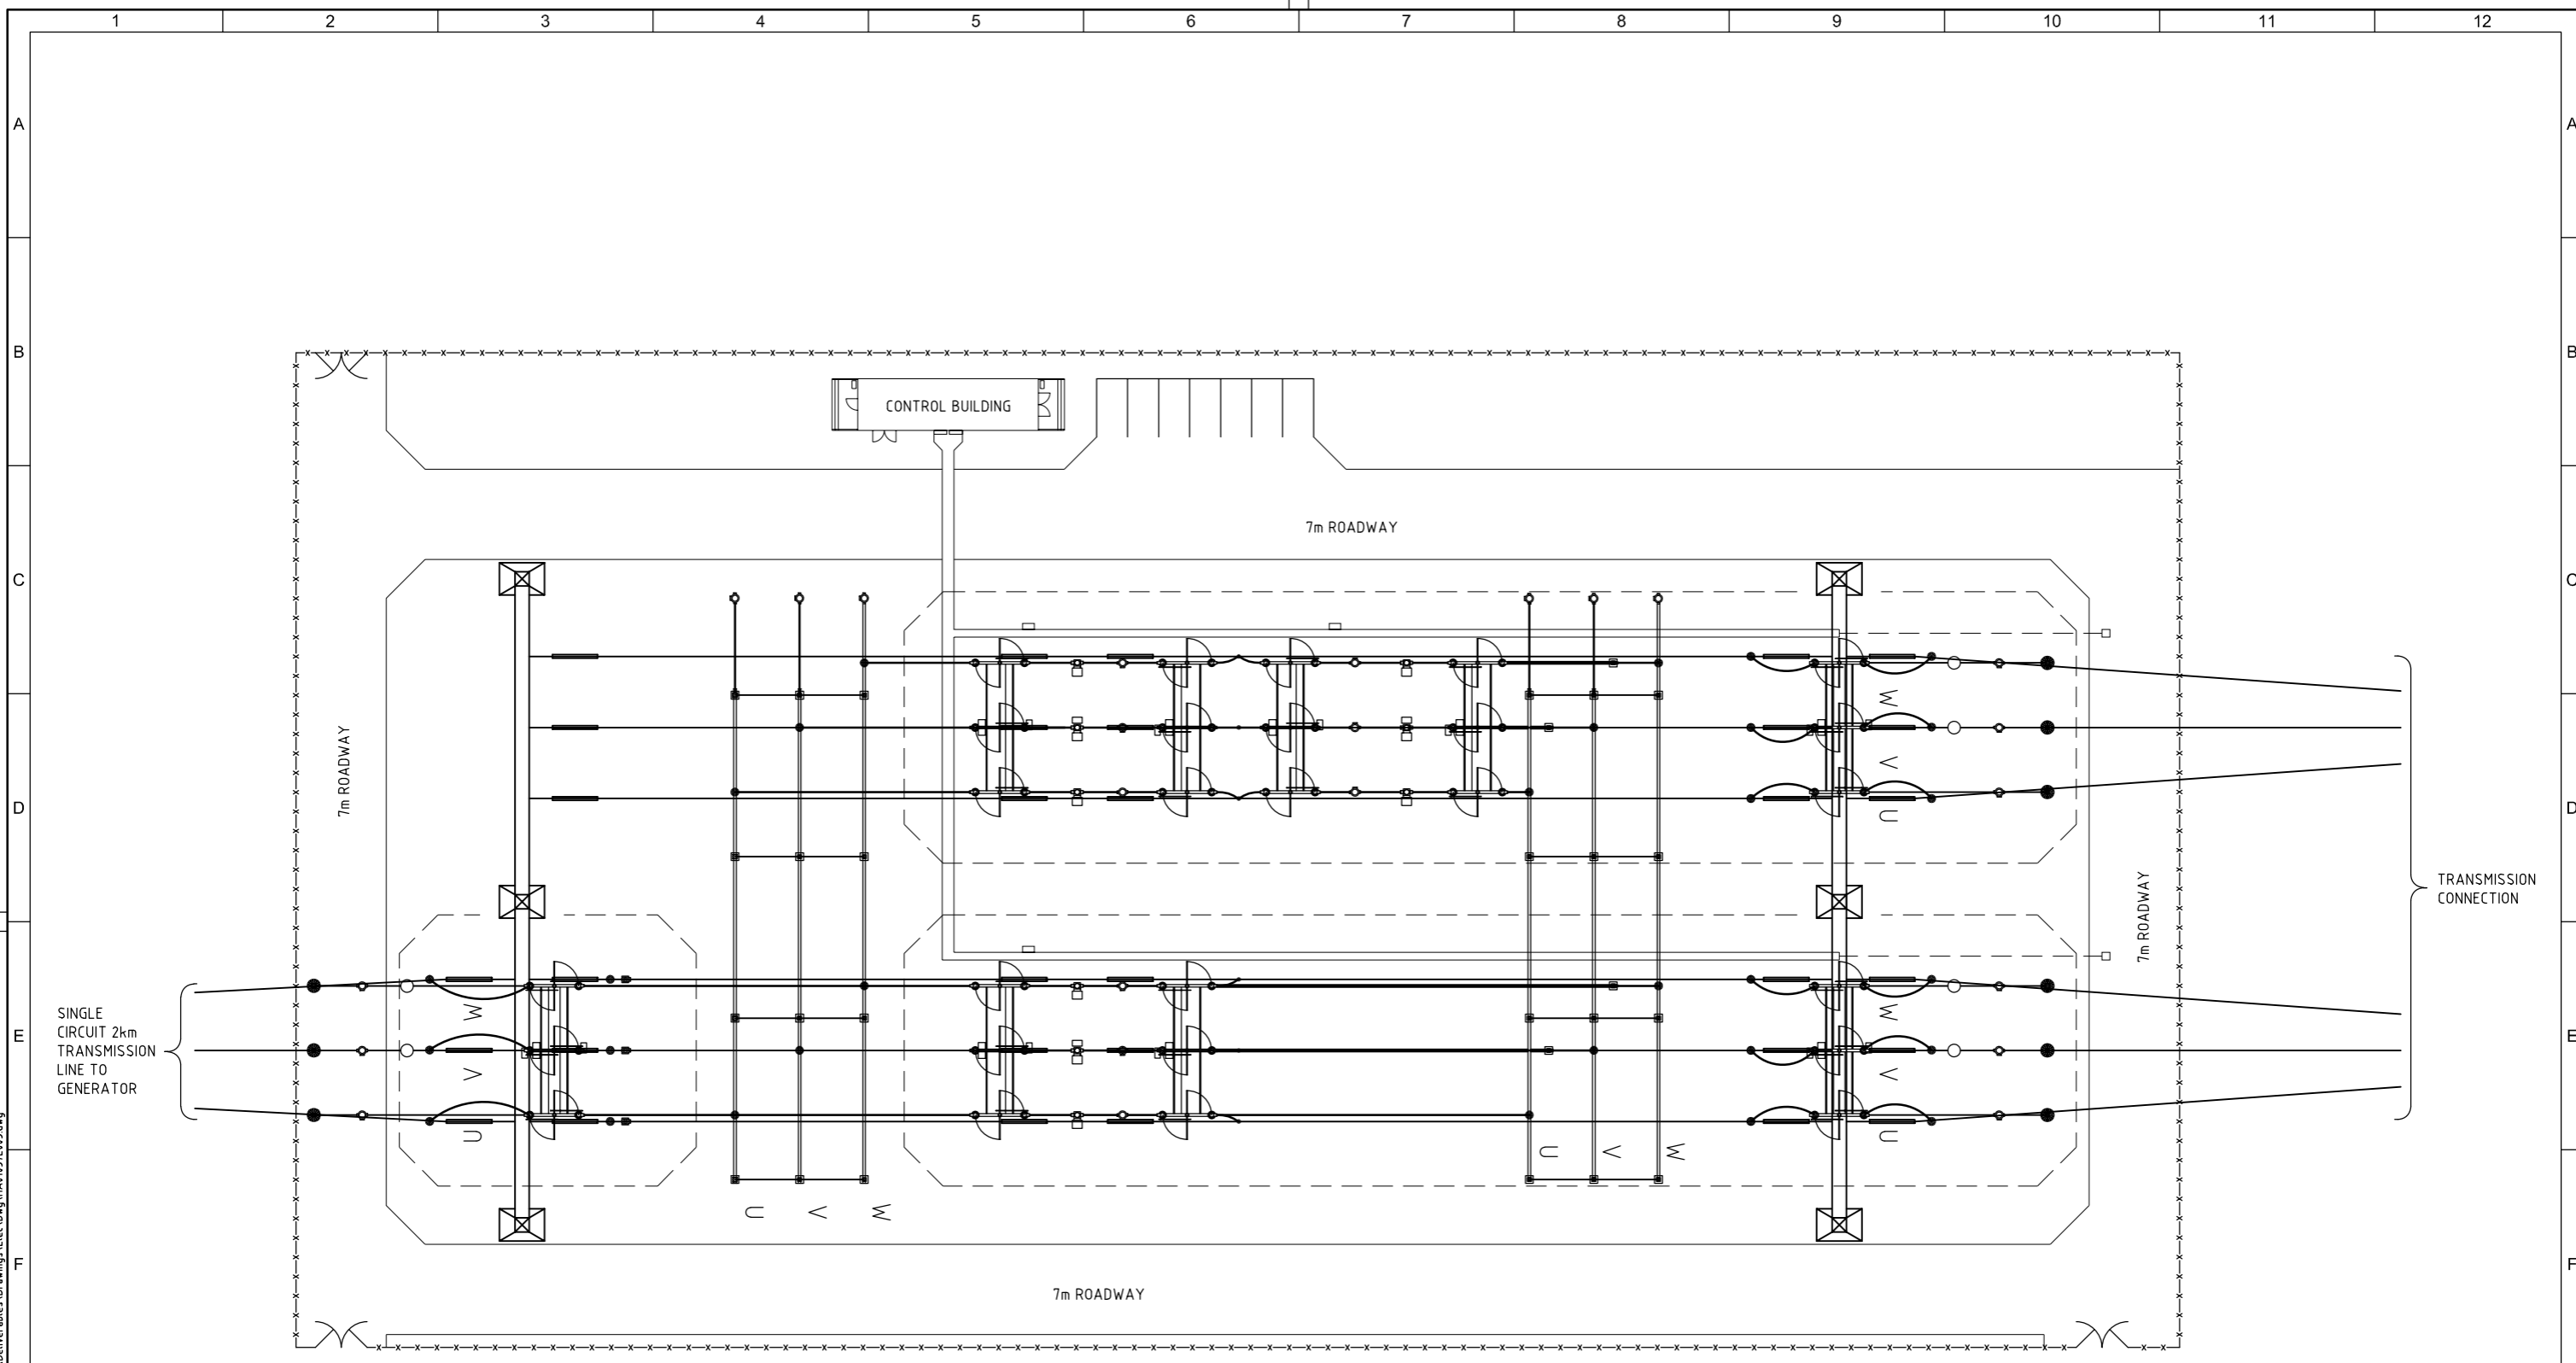 1 2 3 4 5 6 7 8 9 10 11 12
A A
B B
CONTROL BUILDING
7m ROADWAY
C C
W
7m ROADWAY
V
D D
U
7m ROADWAY
TRANSMISSION
CONNECTION
SINGLE
CIRCUIT 2km
TRANSMISSION
LINE TO
GENERATOR
W W
E E
V V
U U
U V W
U V W
F F
7m ROADWAY